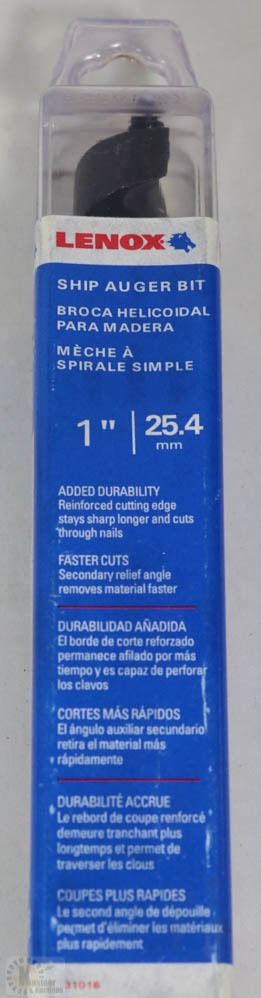 LENOX
SHIP AUGER BIT
BROCA HELICOIDAL
PARA MADERA
MÈCHE À
SPIRALE SIMPLE
1" | 25.4
mm
ADDED DURABILITY
Reinforced cutting edge
stays sharp longer and cuts
through nails
FASTER CUTS
Secondary relief angle
removes material faster
DURABILIDAD AÑADIDA
El borde de corte reforzado
permanece afilado por más
tiempo y es capaz de perforar
los clavos
CORTES MÁS RÁPIDOS
El ángulo auxiliar secundario
retira el material más
rápidamente
DURABILITÉ ACCRUE
Le rebord de coupe renforcé
demeure tranchant plus
longtemps et permet de
traverser les clous
COUPES PLUS RAPIDES
Le second angle de dépouille
permet d'éliminer les matériaux
plus rapidement
31016